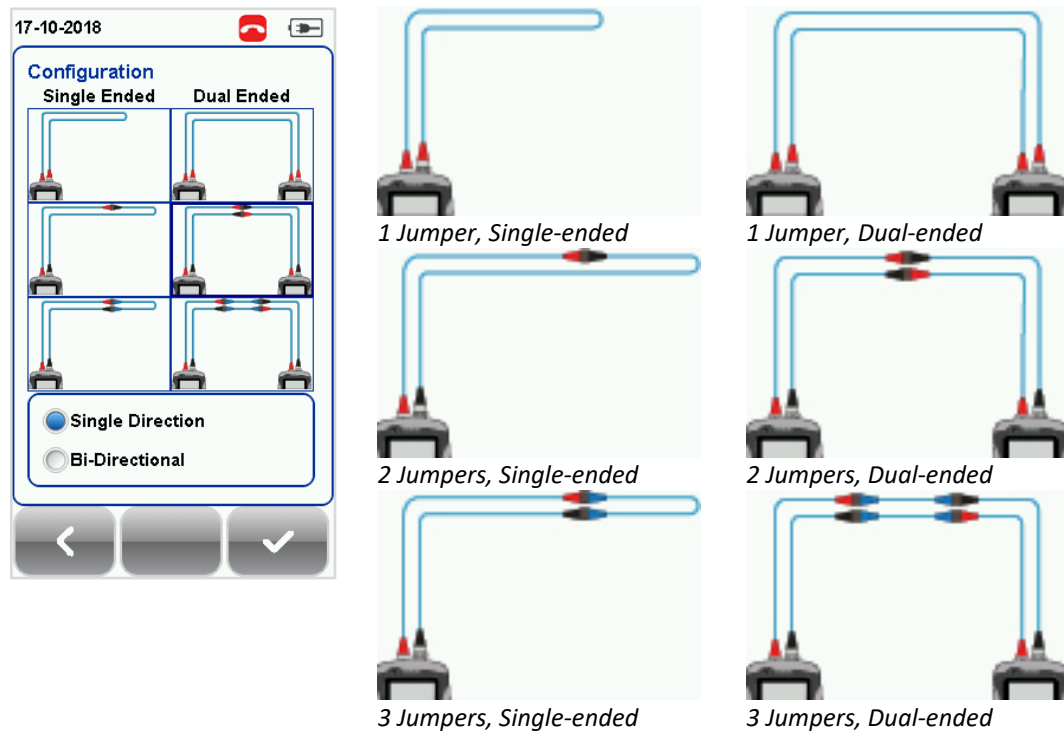 17-10-2018
Configuration
Single Ended Dual Ended
Single Direction
Bi-Directional
1 Jumper, Single-ended
1 Jumper, Dual-ended
2 Jumpers, Single-ended
2 Jumpers, Dual-ended
3 Jumpers, Single-ended
3 Jumpers, Dual-ended